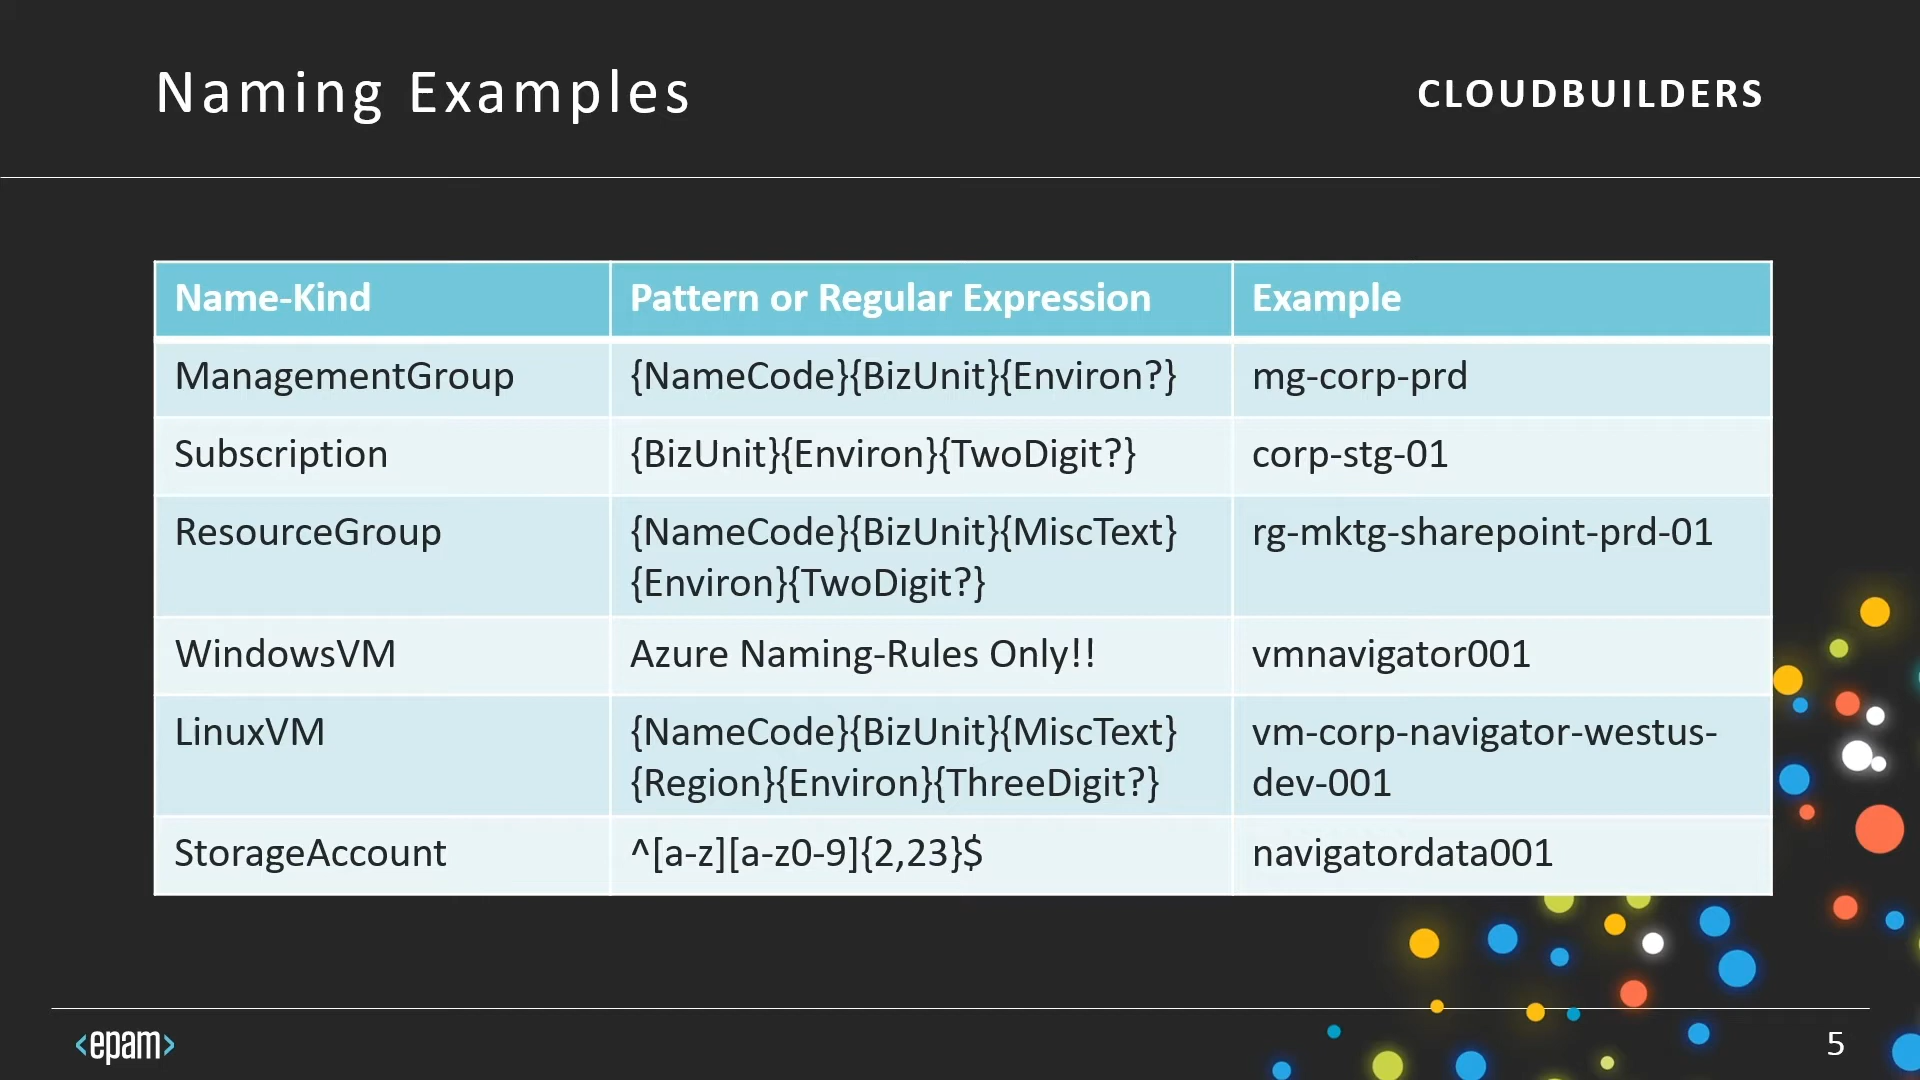 Naming Examples
CLOUDBUILDERS
Name-Kind
Pattern or Regular Expression
Example
ManagementGroup
{NameCode}{BizUnit}{Environ?}
mg-corp-prd
Subscription
{BizUnit}{Environ}{TwoDigit?}
corp-stg-01
ResourceGroup
{NameCode}{BizUnit}{MiscText}
{Environ}{TwoDigit?}
rg-mktg-sharepoint-prd-01
WindowsVM
Azure Naming-Rules Only!!
vmnavigator001
LinuxVM
{NameCode}{BizUnit}{MiscText}
{Region}{Environ}{ThreeDigit?}
vm-corp-navigator-westus-
dev-001
StorageAccount
^[a-z][a-z0-9]{2,23}$
navigatordata001
<epam>
5